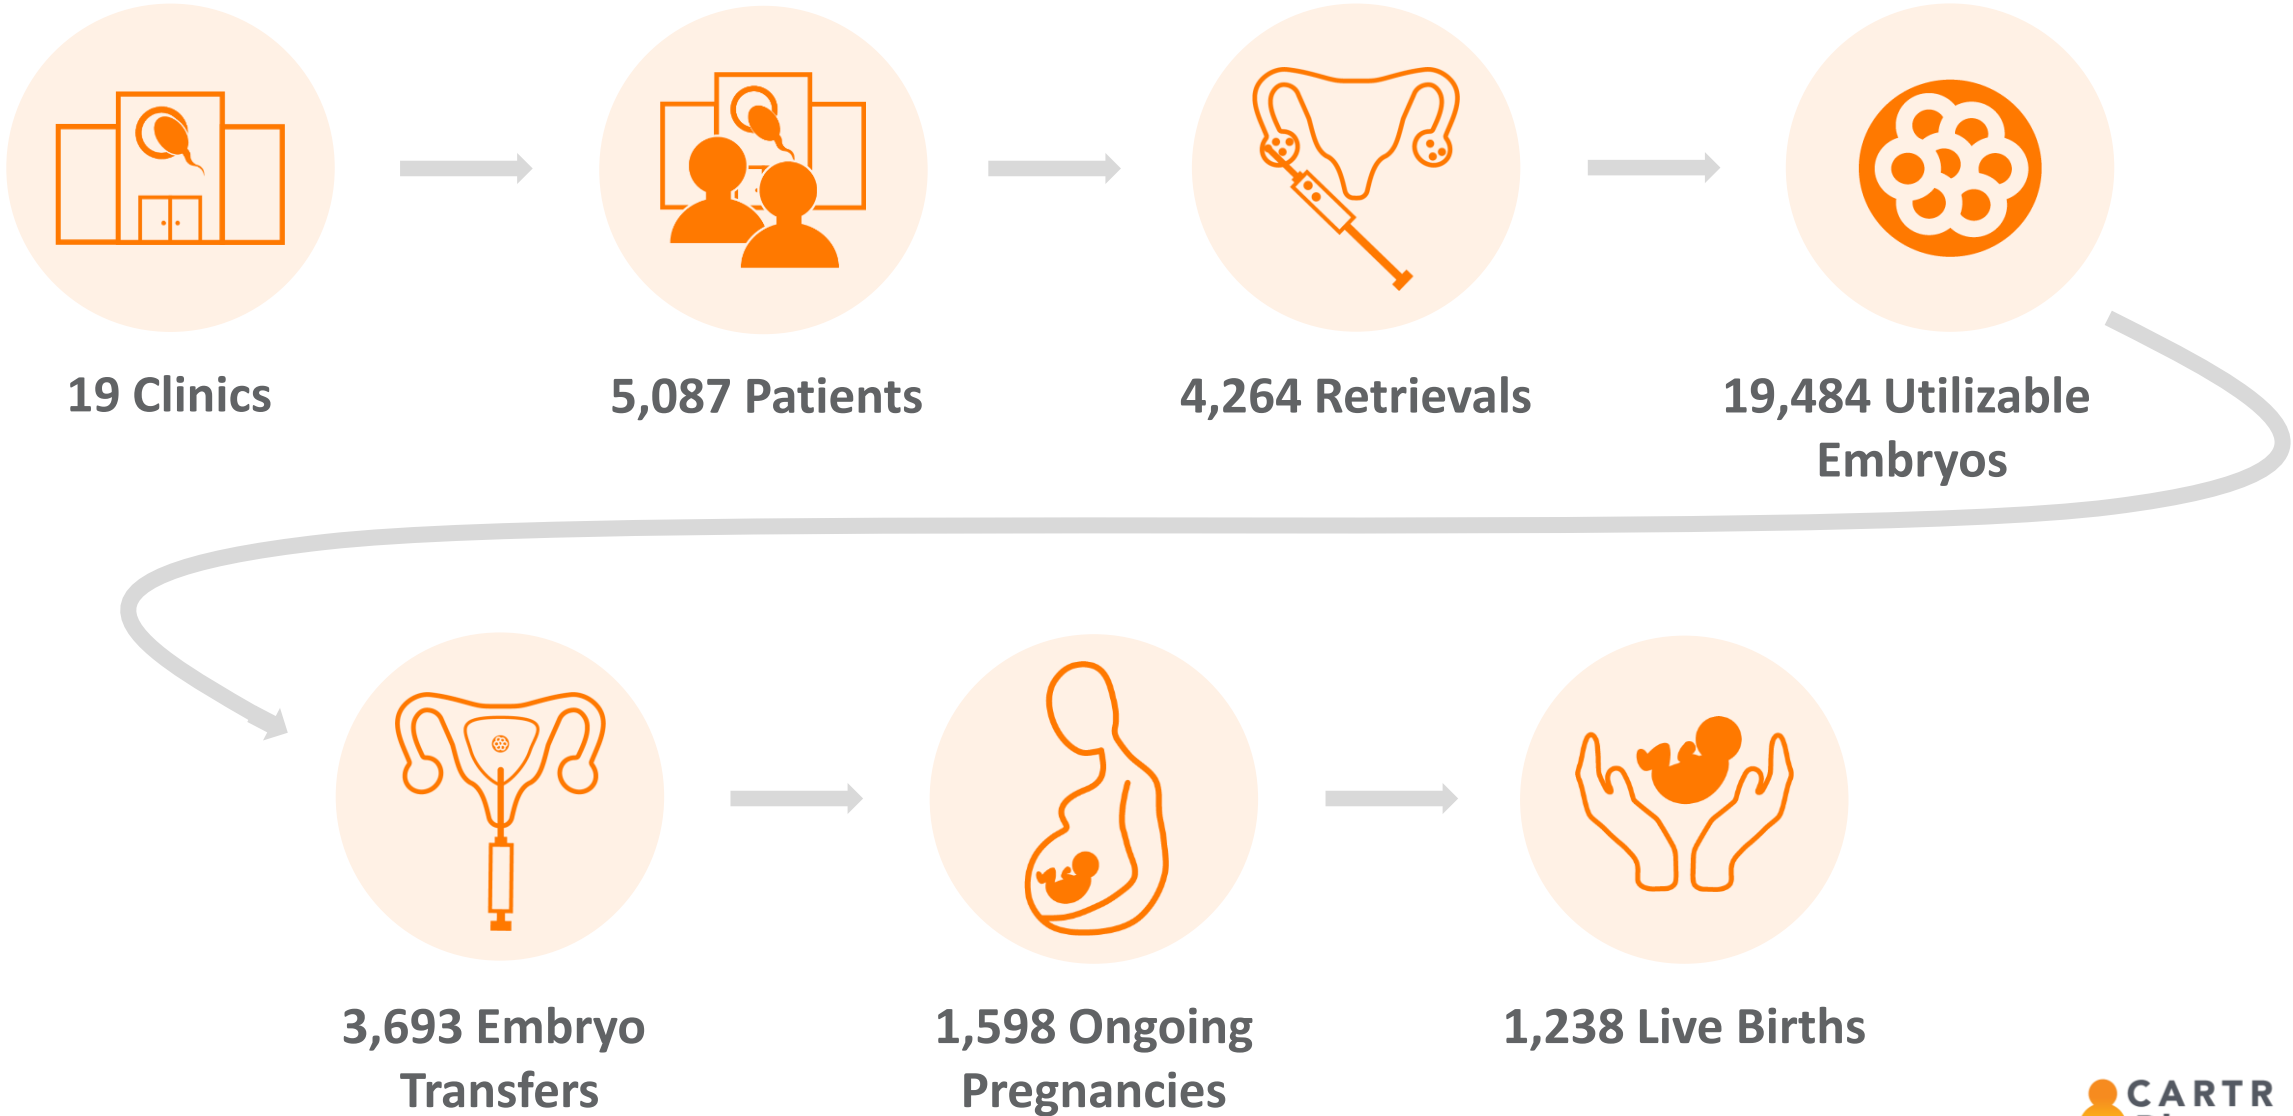 19 Clinics
5,087 Patients
4,264 Retrievals
19,484 Utilizable
Embryos
3,693 Embryo
Transfers
1,598 Ongoing
Pregnancies
1,238 Live Births
CARTR